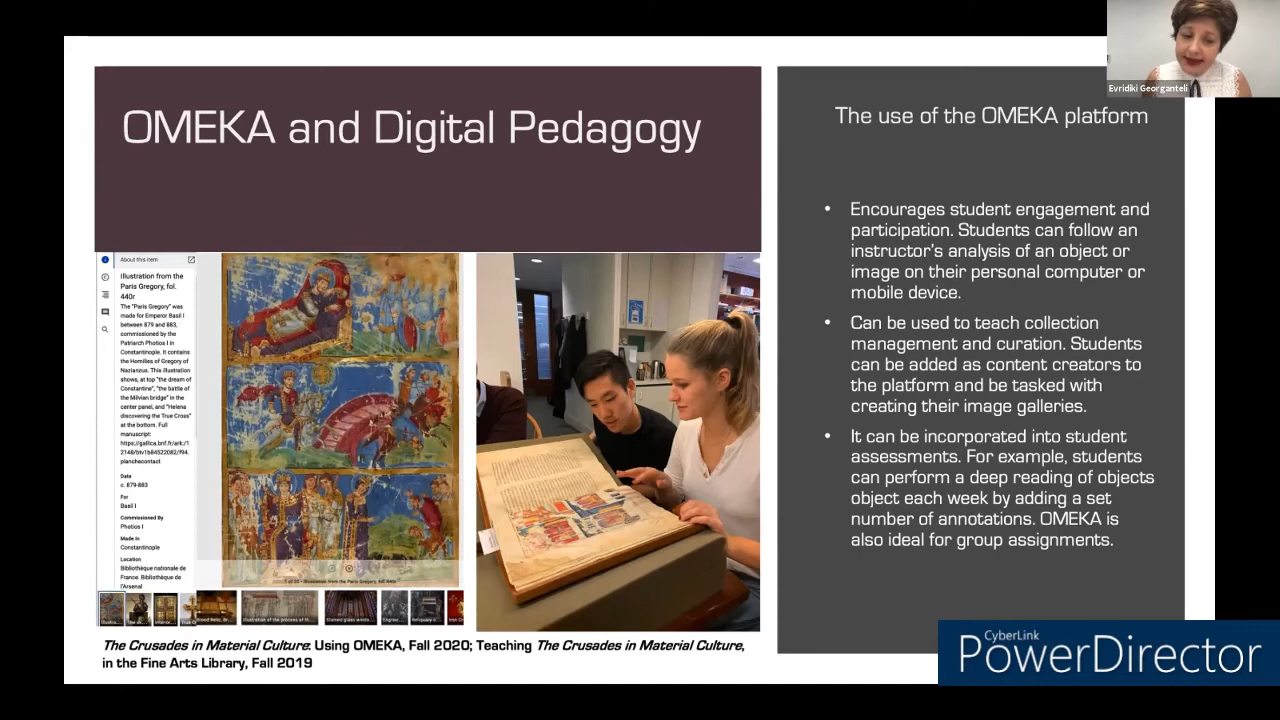 Evridiki Georganteli
OMEKA and Digital Pedagogy
The use of the OMEKA platform
• Encourages student engagement and
participation. Students can follow an
instructor's analysis of an object or
image on their personal computer or
mobile device.
• Can be used to teach collection
management and curation. Students
can be added as content creators to
the platform and be tasked with
creating their image galleries.
• It can be incorporated into student
assessments. For example, students
can perform a deep reading of objects
object each week by adding a set
number of annotations. OMEKA is
also ideal for group assignments.
About this item
Illustration from the
Paris Gregory, fol.
440r
The "Paris Gregory" was
made for Emperor Basil I
between 879 and 883,
commissioned by the
Patriarch Photios I in
Constantinople. It contains
the Homilies of Gregory of
Nazianzus. This illustration
shows, at top "the dream of
Constantine", "the battle of
the Milvian bridge" in the
center panel, and "Helena
discovering the True Cross"
at the bottom. Full
manuscript:
https://gallica.bnf.fr/ark:/1
2148/btv1b84522082/f94.
planchecontact
Date
c. 879-883
For
Basil I
Commissioned By
Photios I
Made In
Constantinople
Location
Bibliothèque nationale de
France. Bibliothèque de
l'Arsenal
The Crusades in Material Culture: Using OMEKA, Fall 2020; Teaching The Crusades in Material Culture,
in the Fine Arts Library, Fall 2019
CyberLink
PowerDirector